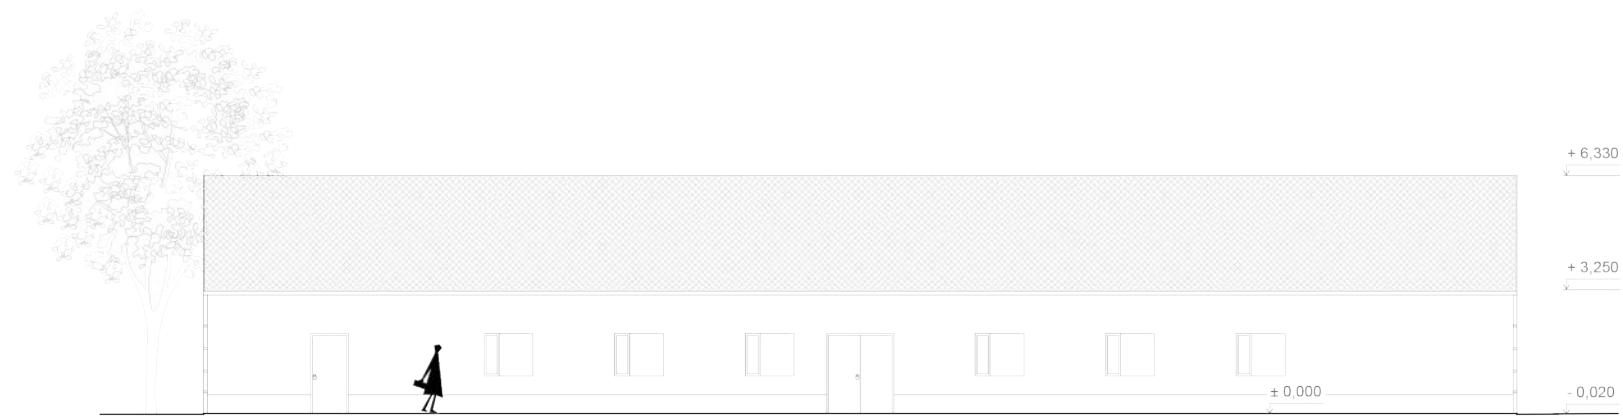 + 6,330
+ 3,250
± 0,000
- 0,020